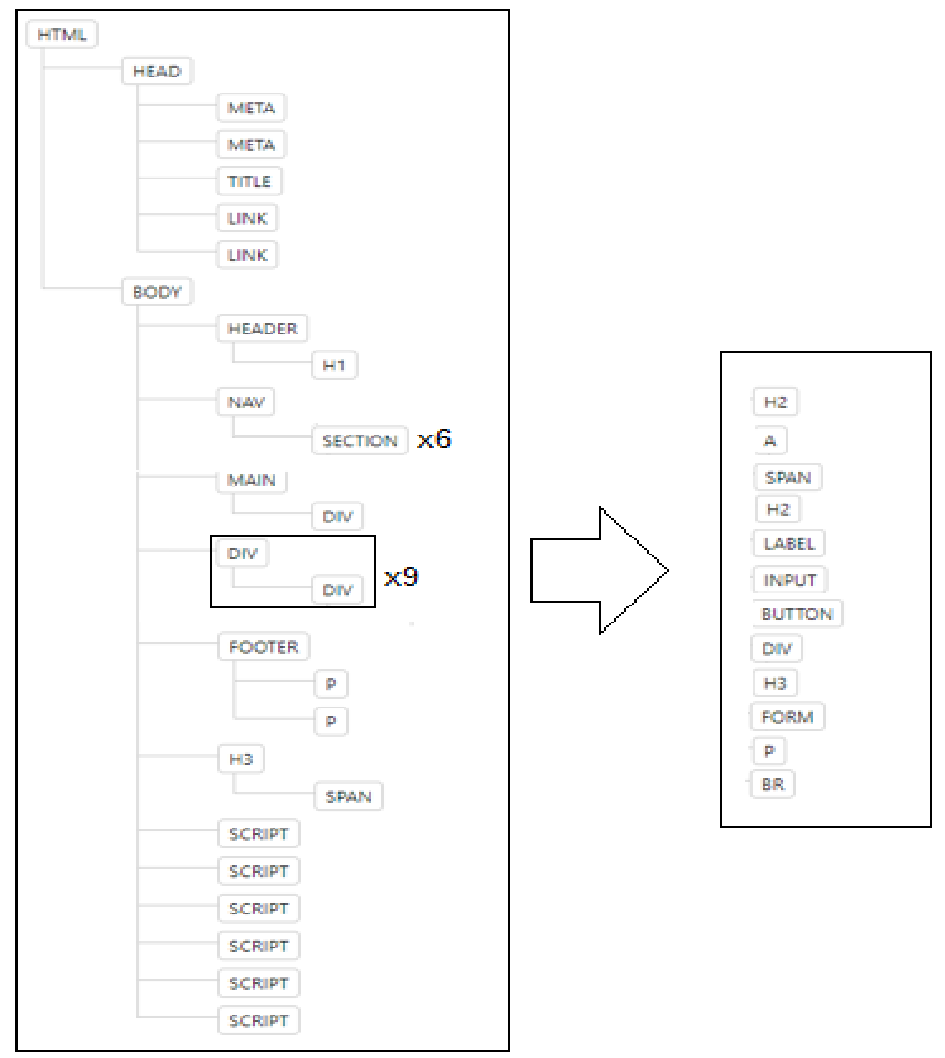 HTML
HEAD
META
META
TITLE
LINK
LINK
BODY
HEADER
H1
NAV
SECTION x6
MAIN
DIV
DIV
DIV
x9
FOOTER
P
P
H3
SPAN
SCRIPT
SCRIPT
SCRIPT
SCRIPT
SCRIPT
SCRIPT
H2
A
SPAN
H2
LABEL
INPUT
BUTTON
DIV
H3
FORM
P
BR